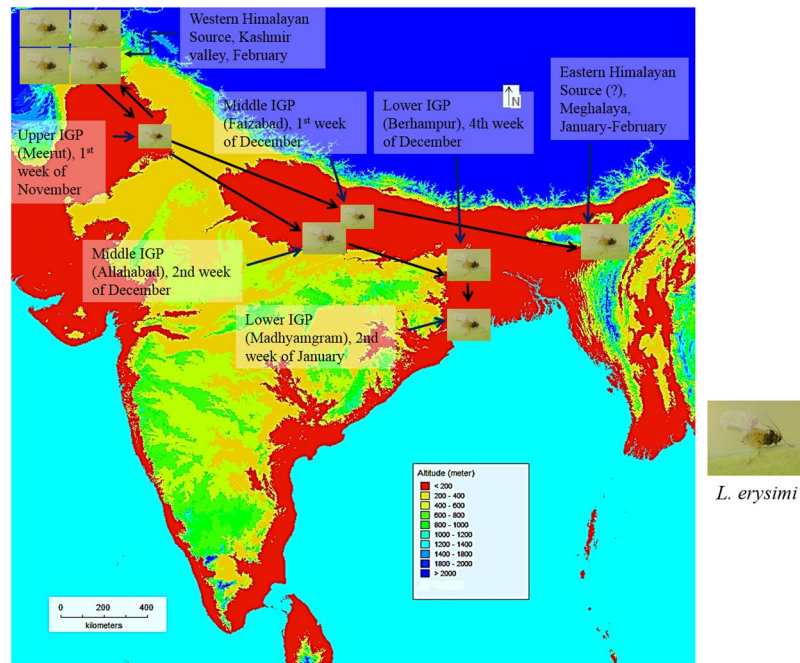 Western Himalayan
Source, Kashmir
valley, February
Middle IGP
(Faizabad), 1st week
of December
Lower IGP
(Berhampur), 4th week
of December
Eastern Himalayan
Source (?),
Meghalaya,
January-February
N
Upper IGP
(Meerut), 1st
week of
November
Middle IGP
(Allahabad), 2nd week
of December
Lower IGP
(Madhyamgram), 2nd
week of January
L. erysimi
Altitude (meter)
< 200
200 - 400
400 - 600
600 - 800
800 - 1000
1000 - 1200
1200 - 1400
1400 - 1800
1800 - 2000
> 2000
0 200 400
kilometers